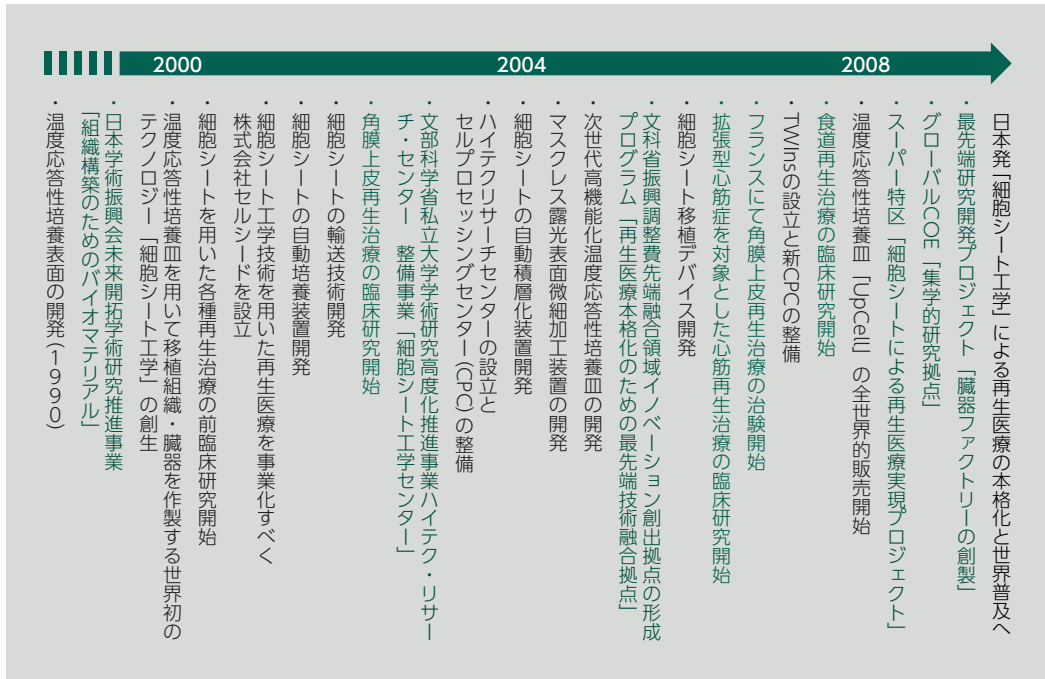 2000
2004
2008
日本発「細胞シート工学」による再生医療の本格化と世界普及へ
・最先端研究開発プロジェクト「臓器ファクトリーの創製」
・グローバルCOE「集学的研究拠点」
・スーパー特区「細胞シートによる再生医療実現プロジェクト」
・温度応答性培養皿「UpCell」の全世界的販売開始
・食道再生治療の臨床研究開始
・TWInsの設立と新CPCの整備
・フランスにて角膜上皮再生治療の治験開始
・拡張型心筋症を対象とした心筋再生治療の臨床研究開始
・細胞シート移植デバイス開発
・文科省振興調整費先端融合領域イノベーション創出拠点の形成
プログラム「再生医療本格化のための最先端技術融合拠点」
・次世代高機能化温度応答性培養皿の開発
・マスクレス露光表面微細加工装置の開発
・細胞シートの自動積層化装置開発
・ハイテクリサーチセンターの設立と
セルプロセッシングセンター(CPC)の整備
・文部科学省私立大学学術研究高度化推進事業ハイテク・リサー
チ・センター　整備事業「細胞シート工学センター」
・角膜上皮再生治療の臨床研究開始
・細胞シートの輸送技術開発
・細胞シートの自動培養装置開発
・細胞シート工学技術を用いた再生医療を事業化すべく
株式会社セルシードを設立
・細胞シートを用いた各種再生治療の前臨床研究開始
・温度応答性培養皿を用いて移植組織・臓器を作製する世界初の
テクノロジー「細胞シート工学」の創生
・日本学術振興会未来開拓学術研究推進事業
「組織構築のためのバイオマテリアル」
・温度応答性培養表面の開発(1990)